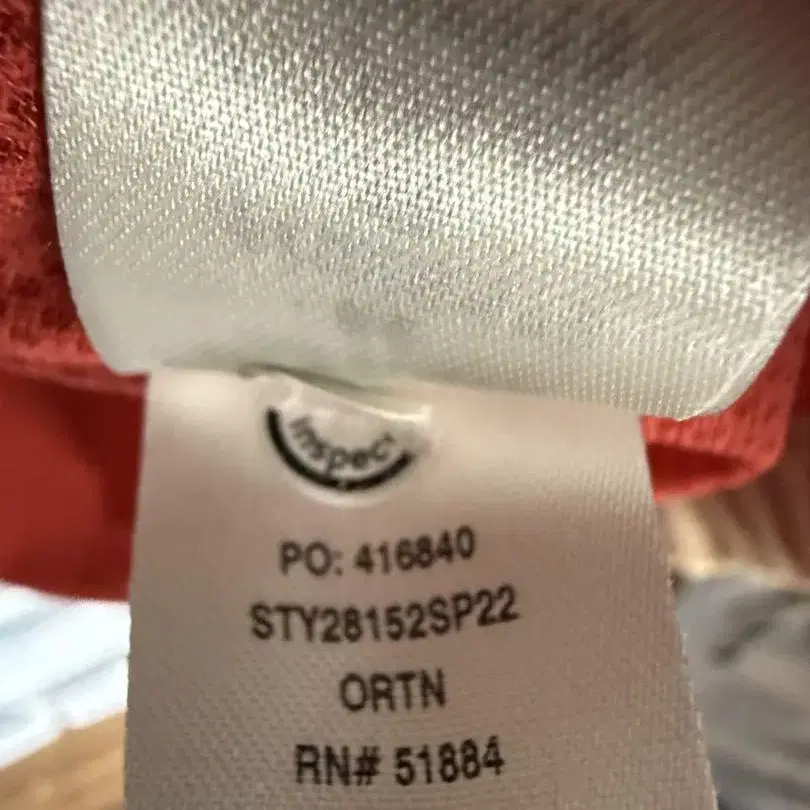 Inspec
PO: 416840
STY28152SP22
ORTN
RN# 51884